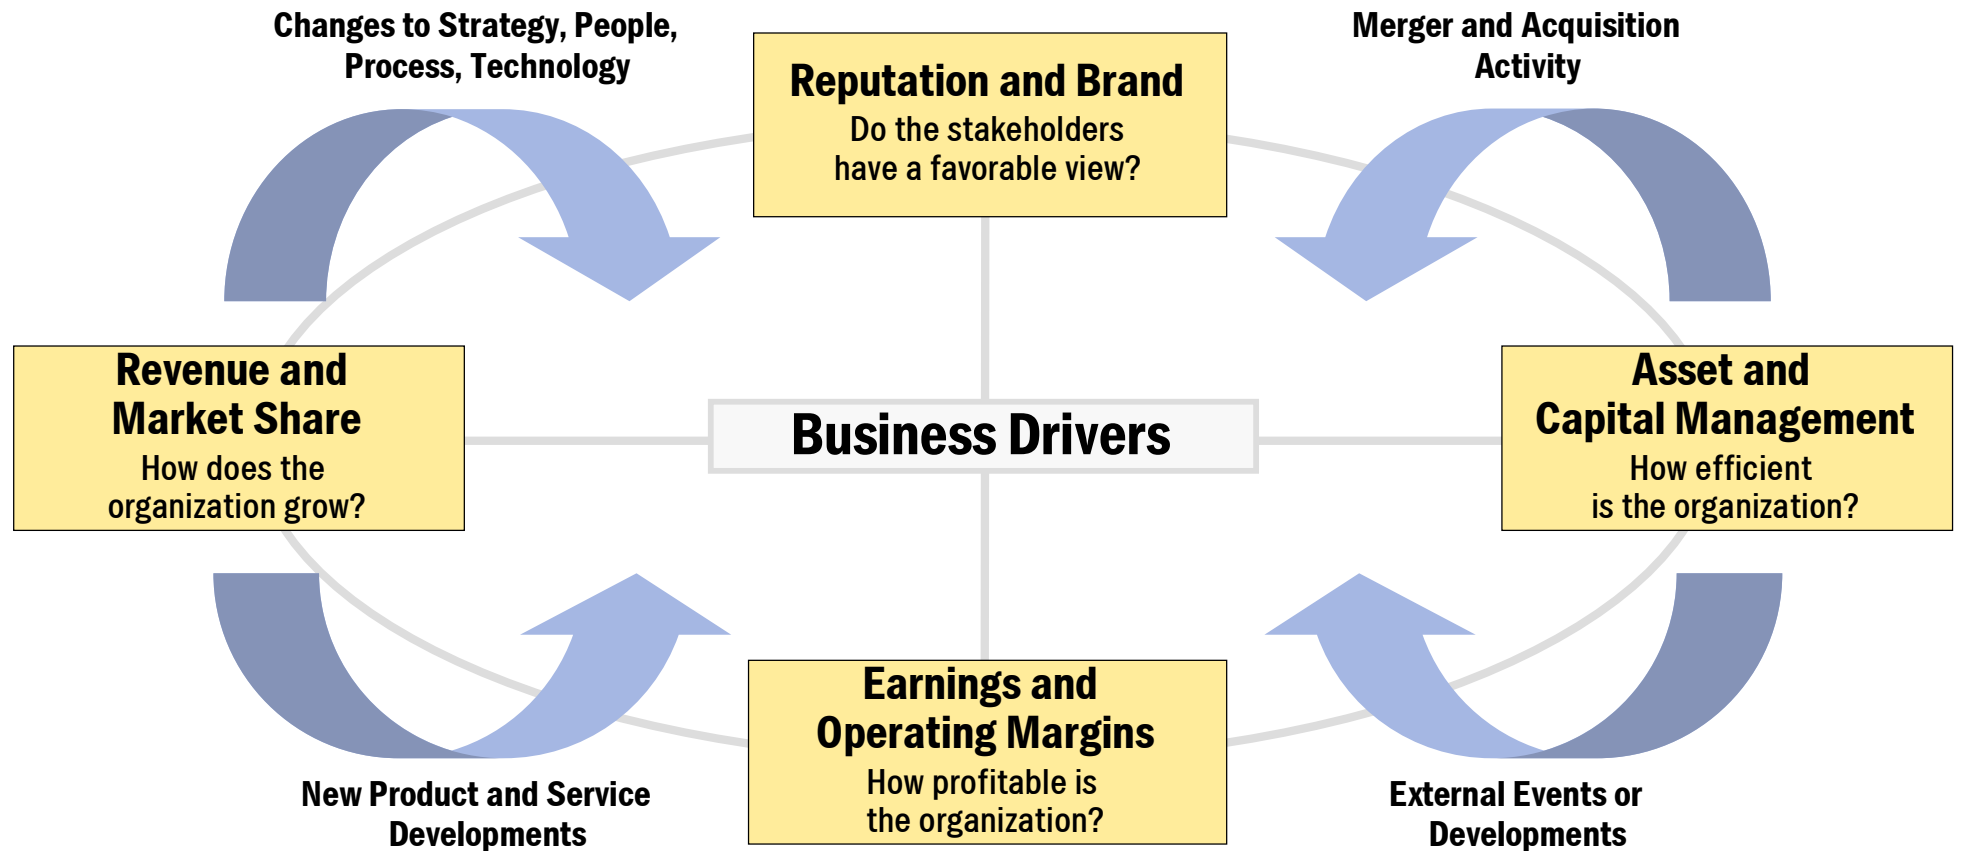 Changes to Strategy, People,
Process, Technology
Merger and Acquisition
Activity
Reputation and Brand
Do the stakeholders
have a favorable view?
Revenue and
Market Share
How does the
organization grow?
Business Drivers
Asset and
Capital Management
How efficient
is the organization?
Earnings and
Operating Margins
How profitable is
the organization?
New Product and Service
Developments
External Events or
Developments